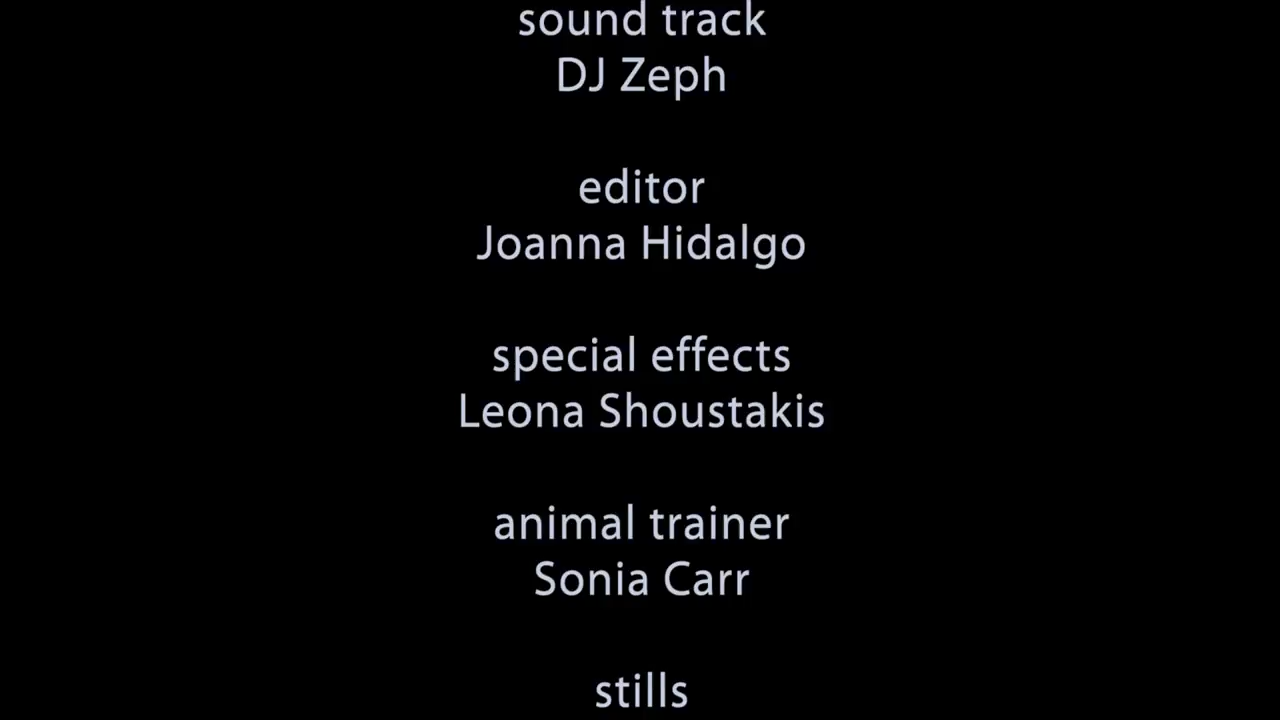 sound track
DJ Zeph
editor
Joanna Hidalgo
special effects
Leona Shoustakis
animal trainer
Sonia Carr
stills